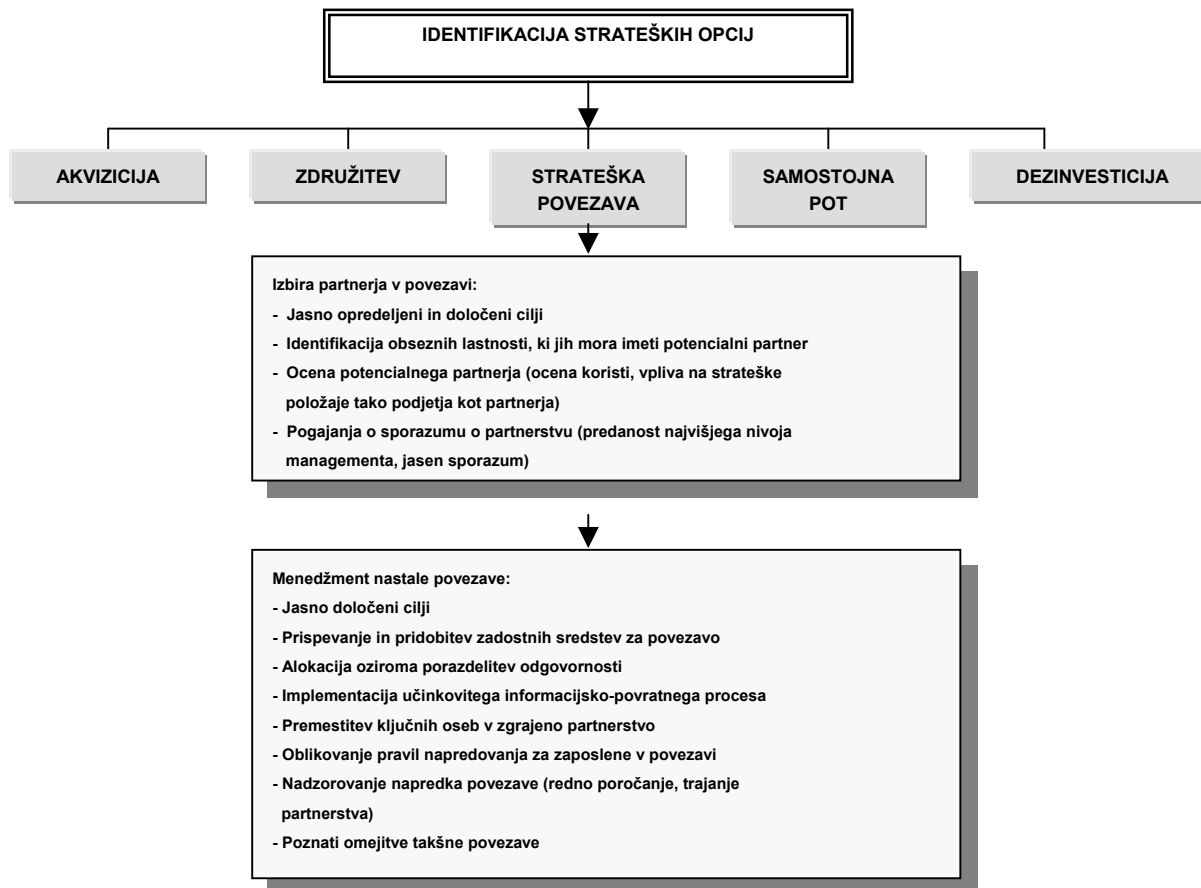 IDENTIFIKACIJA STRATEŠKIH OPCIJ
AKVIZICIJA
ZDRUŽITEV
STRATEŠKA
POVEZAVA
SAMOSTOJNA
POT
DEZINVESTICIJA
Izbira partnerja v povezavi:
- Jasno opredeljeni in določeni cilji
- Identifikacija obseznih lastnosti, ki jih mora imeti potencialni partner
- Ocena potencialnega partnerja (ocena koristi, vpliva na strateške
položaje tako podjetja kot partnerja)
- Pogajanja o sporazumu o partnerstvu (predanost najvišjega nivoja
managementa, jasen sporazum)
Menedžment nastale povezave:
- Jasno določeni cilji
- Prispevanje in pridobitev zadostnih sredstev za povezavo
- Alokacija oziroma porazdelitev odgovornosti
- Implementacija učinkovitega informacijsko-povratnega procesa
- Premestitev ključnih oseb v zgrajeno partnerstvo
- Oblikovanje pravil napredovanja za zaposlene v povezavi
- Nadzorovanje napredka povezave (redno poročanje, trajanje
partnerstva)
- Poznati omejitve takšne povezave